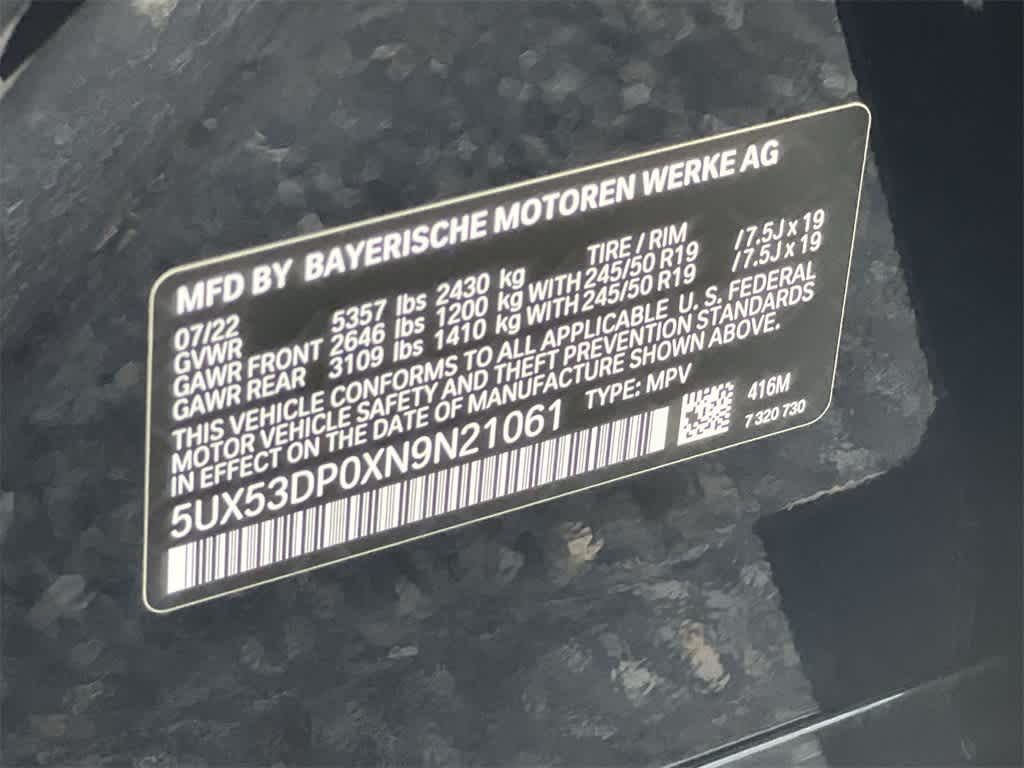 MFD BY BAYERISCHE MOTOREN WERKE AG
07/22 TIRE / RIM
GVWR 5357 lbs 2430 kg
GAWR FRONT 2646 lbs 1200 kg WITH 245/50 R19 / 7.5J x 19
GAWR REAR 3109 lbs 1410 kg WITH 245/50 R19 / 7.5J x 19
THIS VEHICLE CONFORMS TO ALL APPLICABLE U. S. FEDERAL
MOTOR VEHICLE SAFETY AND THEFT PREVENTION STANDARDS
IN EFFECT ON THE DATE OF MANUFACTURE SHOWN ABOVE.
5UX53DP0XN9N21061 TYPE: MPV
416M
7 320 730